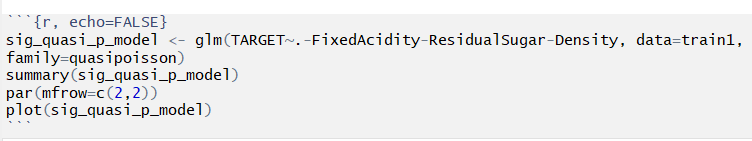 ```{r, echo=FALSE}
sig_quasi_p_model <- glm(TARGET~.-FixedAcidity-ResidualSugar-Density, data=train1,
family=quasipoisson)
summary(sig_quasi_p_model)
par(mfrow=c(2,2))
plot(sig_quasi_p_model)
```